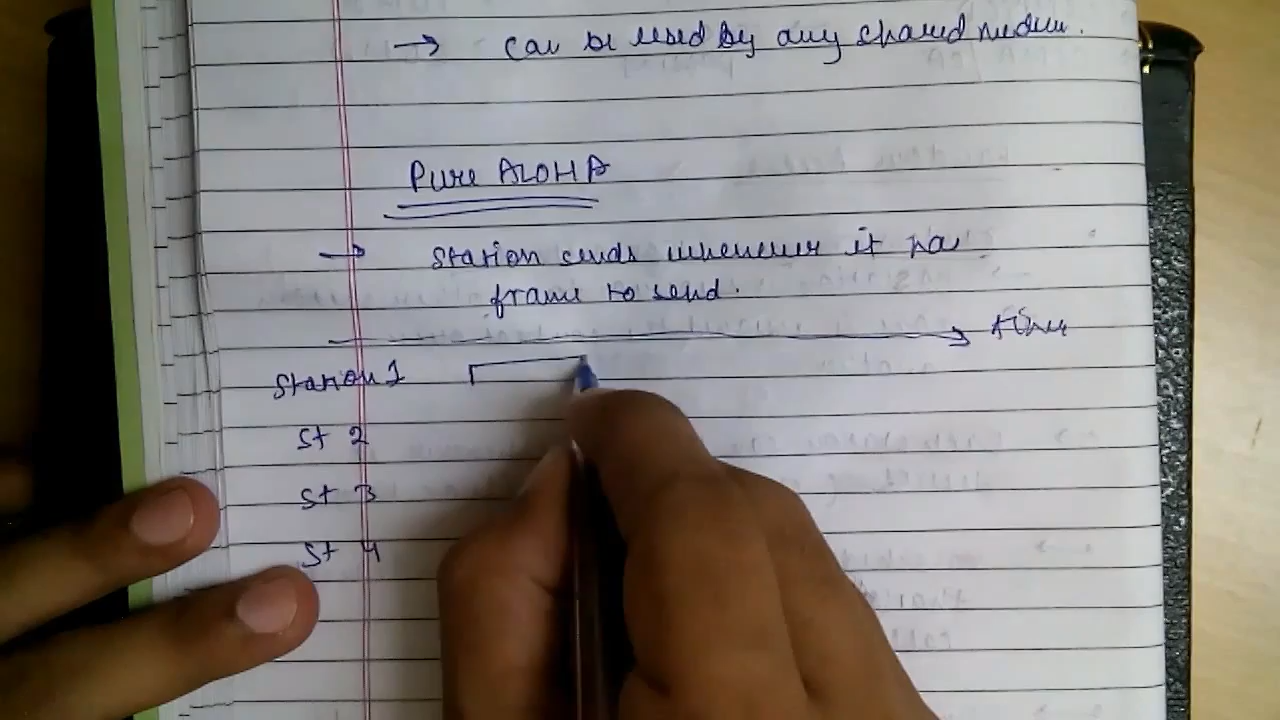 → can be used by any shared medium.
Pure ALOHA
→ station sends whenever it has
frame to send.
time
Station 1
St 2
St 3
St 4